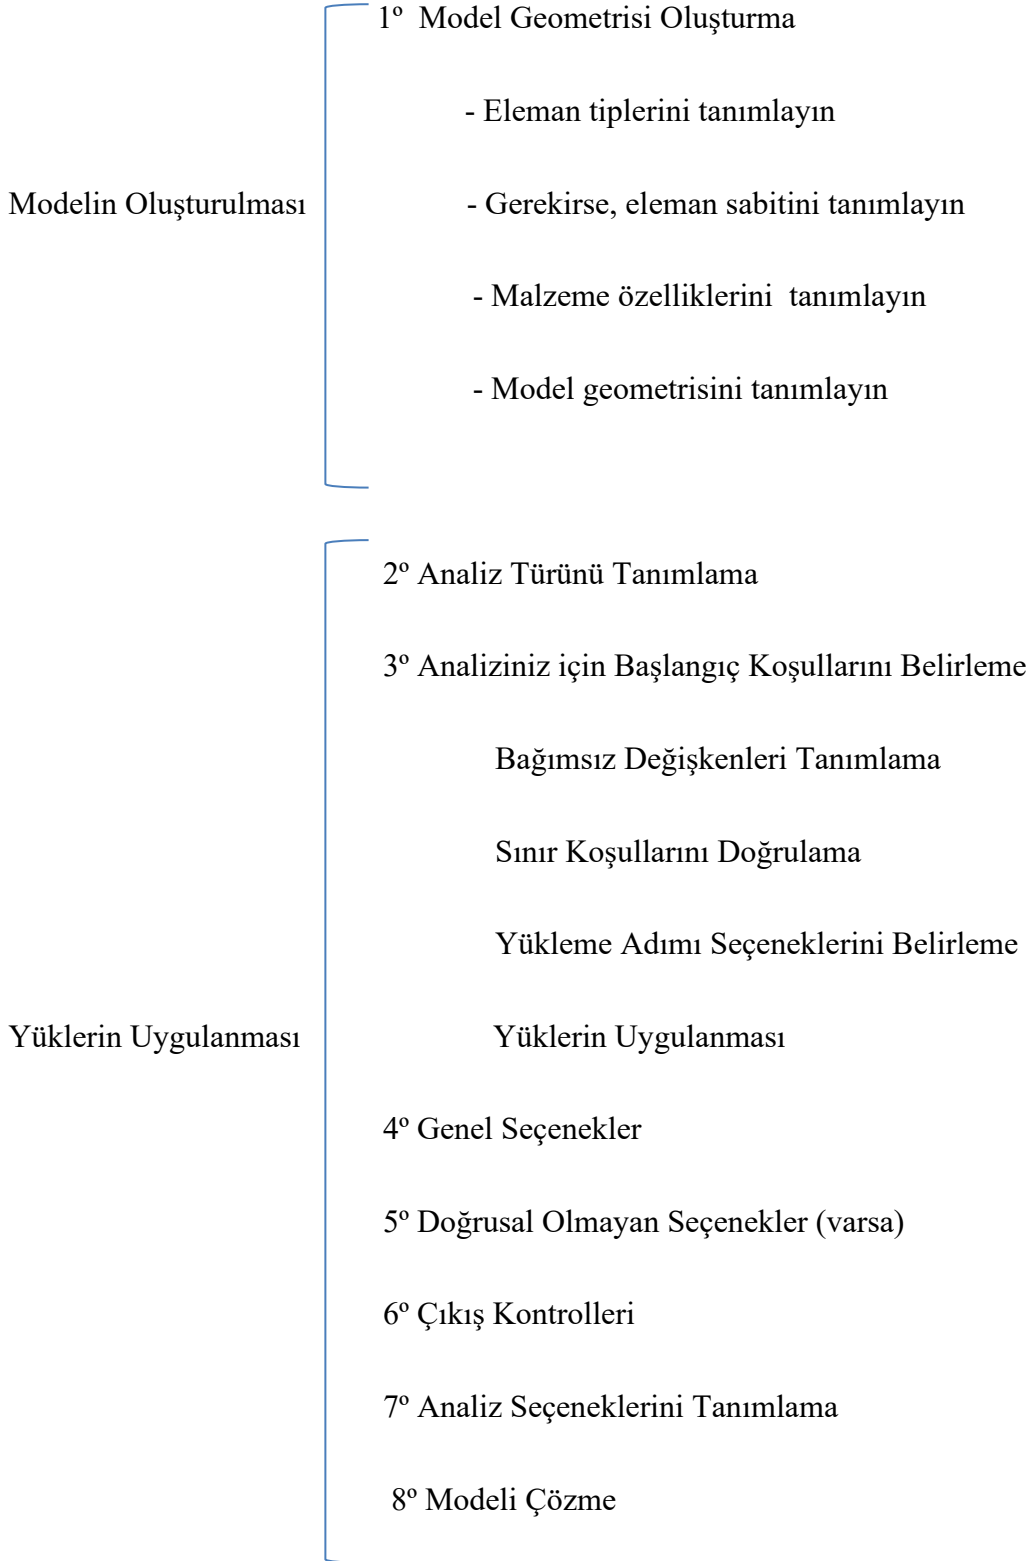 1º Model Geometrisi Oluşturma
- Eleman tiplerini tanımlayın
Modelin Oluşturulması
- Gerekirse, eleman sabitini tanımlayın
- Malzeme özelliklerini tanımlayın
- Model geometrisini tanımlayın
2º Analiz Türünü Tanımlama
3º Analiziniz için Başlangıç Koşullarını Belirleme
Bağımsız Değişkenleri Tanımlama
Sınır Koşullarını Doğrulama
Yükleme Adımı Seçeneklerini Belirleme
Yüklerin Uygulanması
Yüklerin Uygulanması
4º Genel Seçenekler
5º Doğrusal Olmayan Seçenekler (varsa)
6º Çıkış Kontrolleri
7º Analiz Seçeneklerini Tanımlama
8º Modeli Çözme